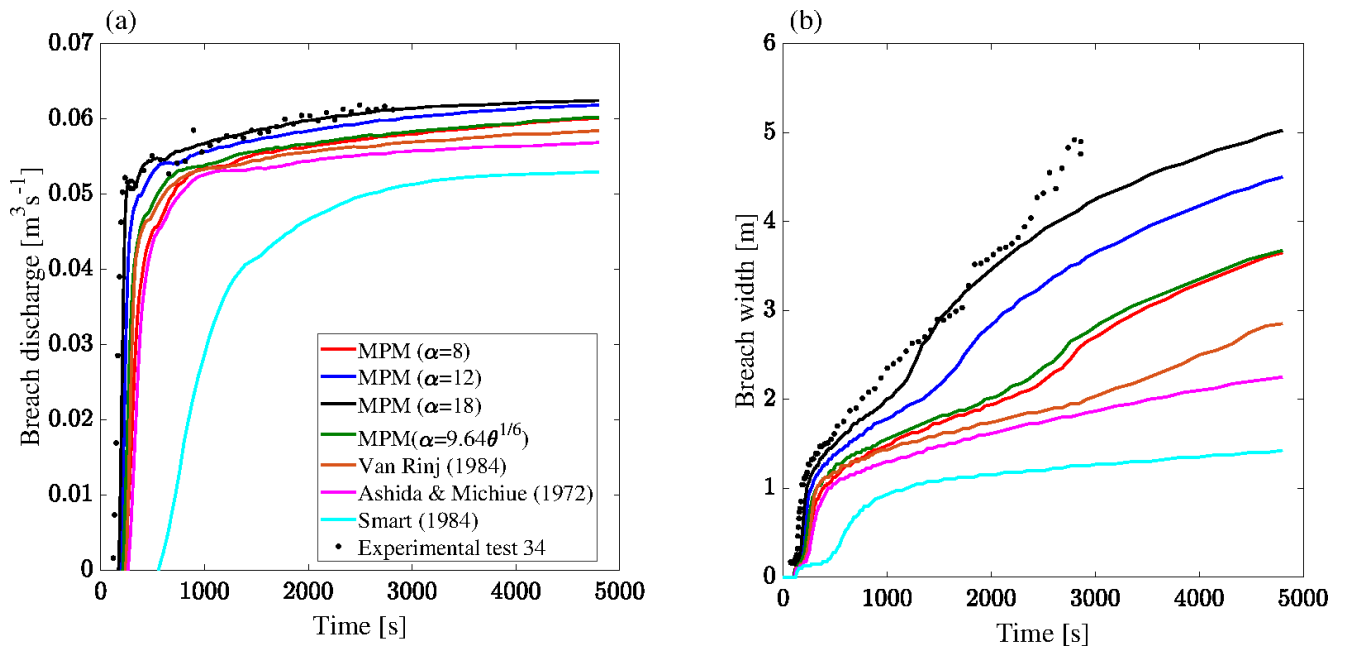 (a)
0.07
0.06
0.05
0.04
0.03
0.02
0.01
0
Breach discharge [m³s⁻¹]
0 1000 2000 3000 4000 5000
Time [s]
MPM (α=8)
MPM (α=12)
MPM (α=18)
MPM(α=9.64θ^1/6)
Van Rinj (1984)
Ashida & Michiue (1972)
Smart (1984)
Experimental test 34
(b)
6
5
4
3
2
1
0
Breach width [m]
0 1000 2000 3000 4000 5000
Time [s]